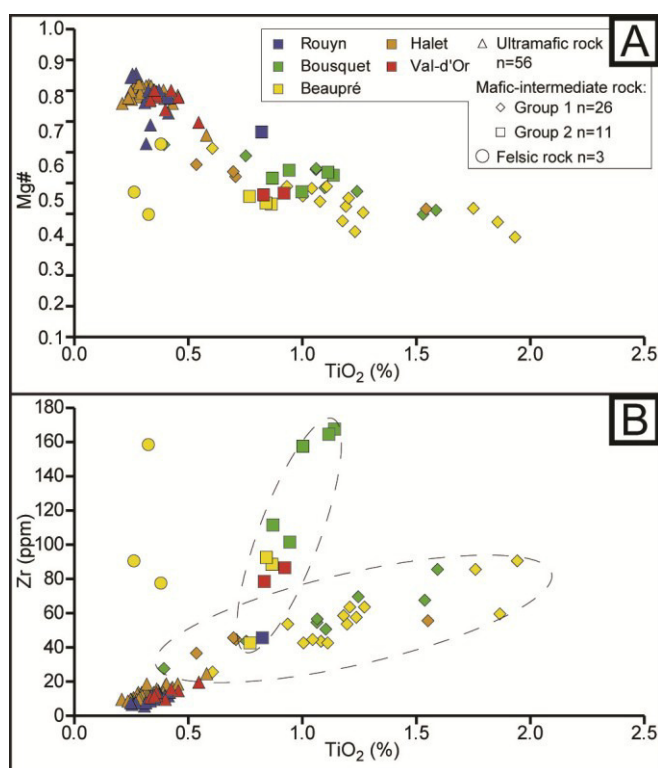 A
1.0
0.9
0.8
0.7
0.6
0.5
0.4
0.3
0.2
0.1
Mg#
0.0 0.5 1.0 1.5 2.0 2.5
TiO2 (%)
Rouyn Halet
Bousquet Val-d'Or
Beaupré
Ultramafic rock
n=56
Mafic-intermediate rock:
Group 1 n=26
Group 2 n=11
Felsic rock n=3
B
180
160
140
120
100
80
60
40
20
0
Zr (ppm)
0.0 0.5 1.0 1.5 2.0 2.5
TiO2 (%)